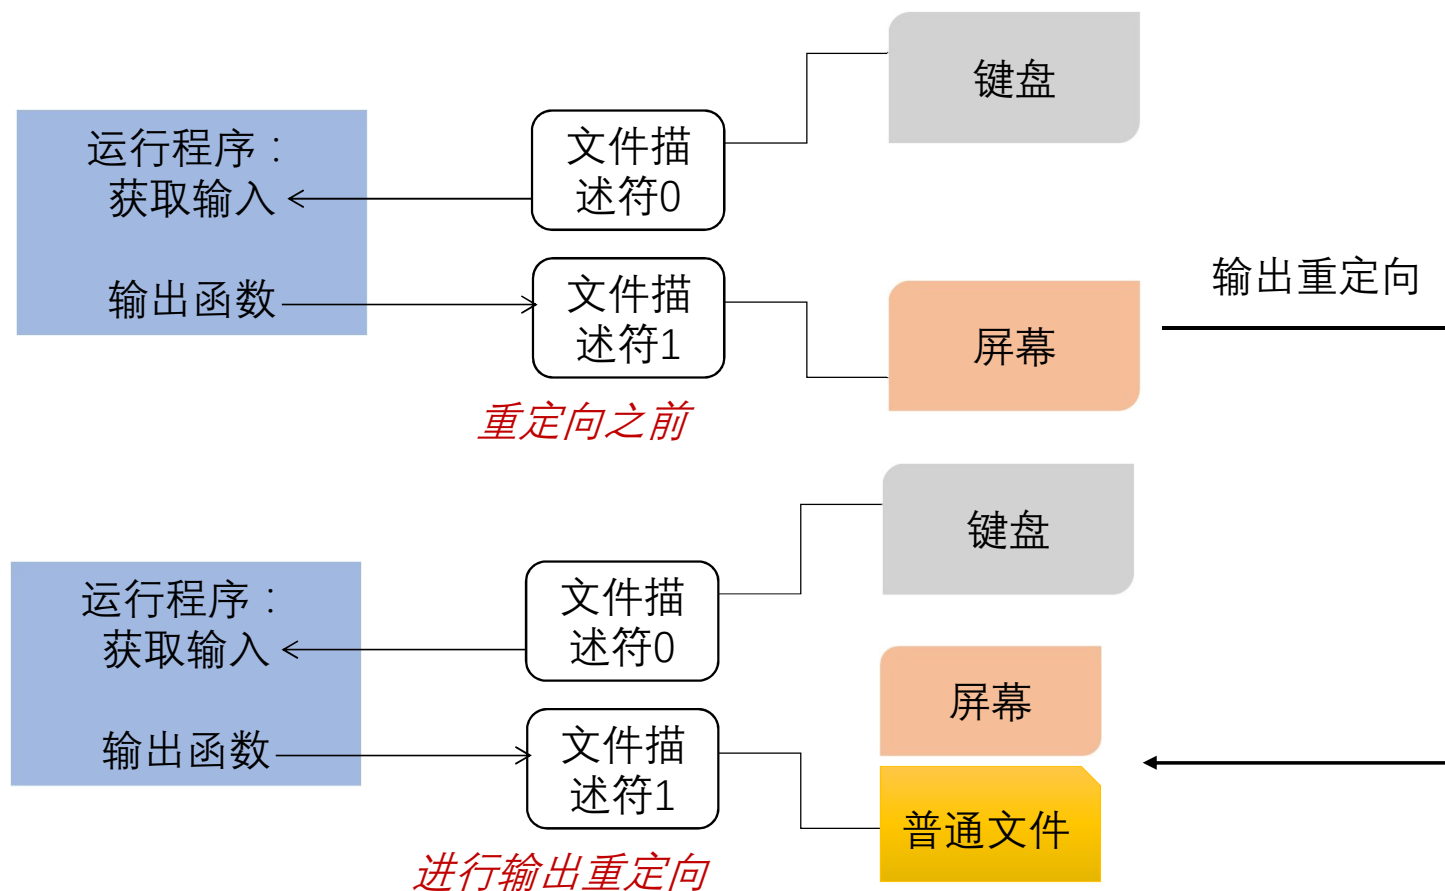 键盘
运行程序：
获取输入
文件描
述符0
输出函数
文件描
述符1
屏幕
输出重定向
重定向之前
键盘
运行程序：
获取输入
文件描
述符0
屏幕
输出函数
文件描
述符1
普通文件
进行输出重定向